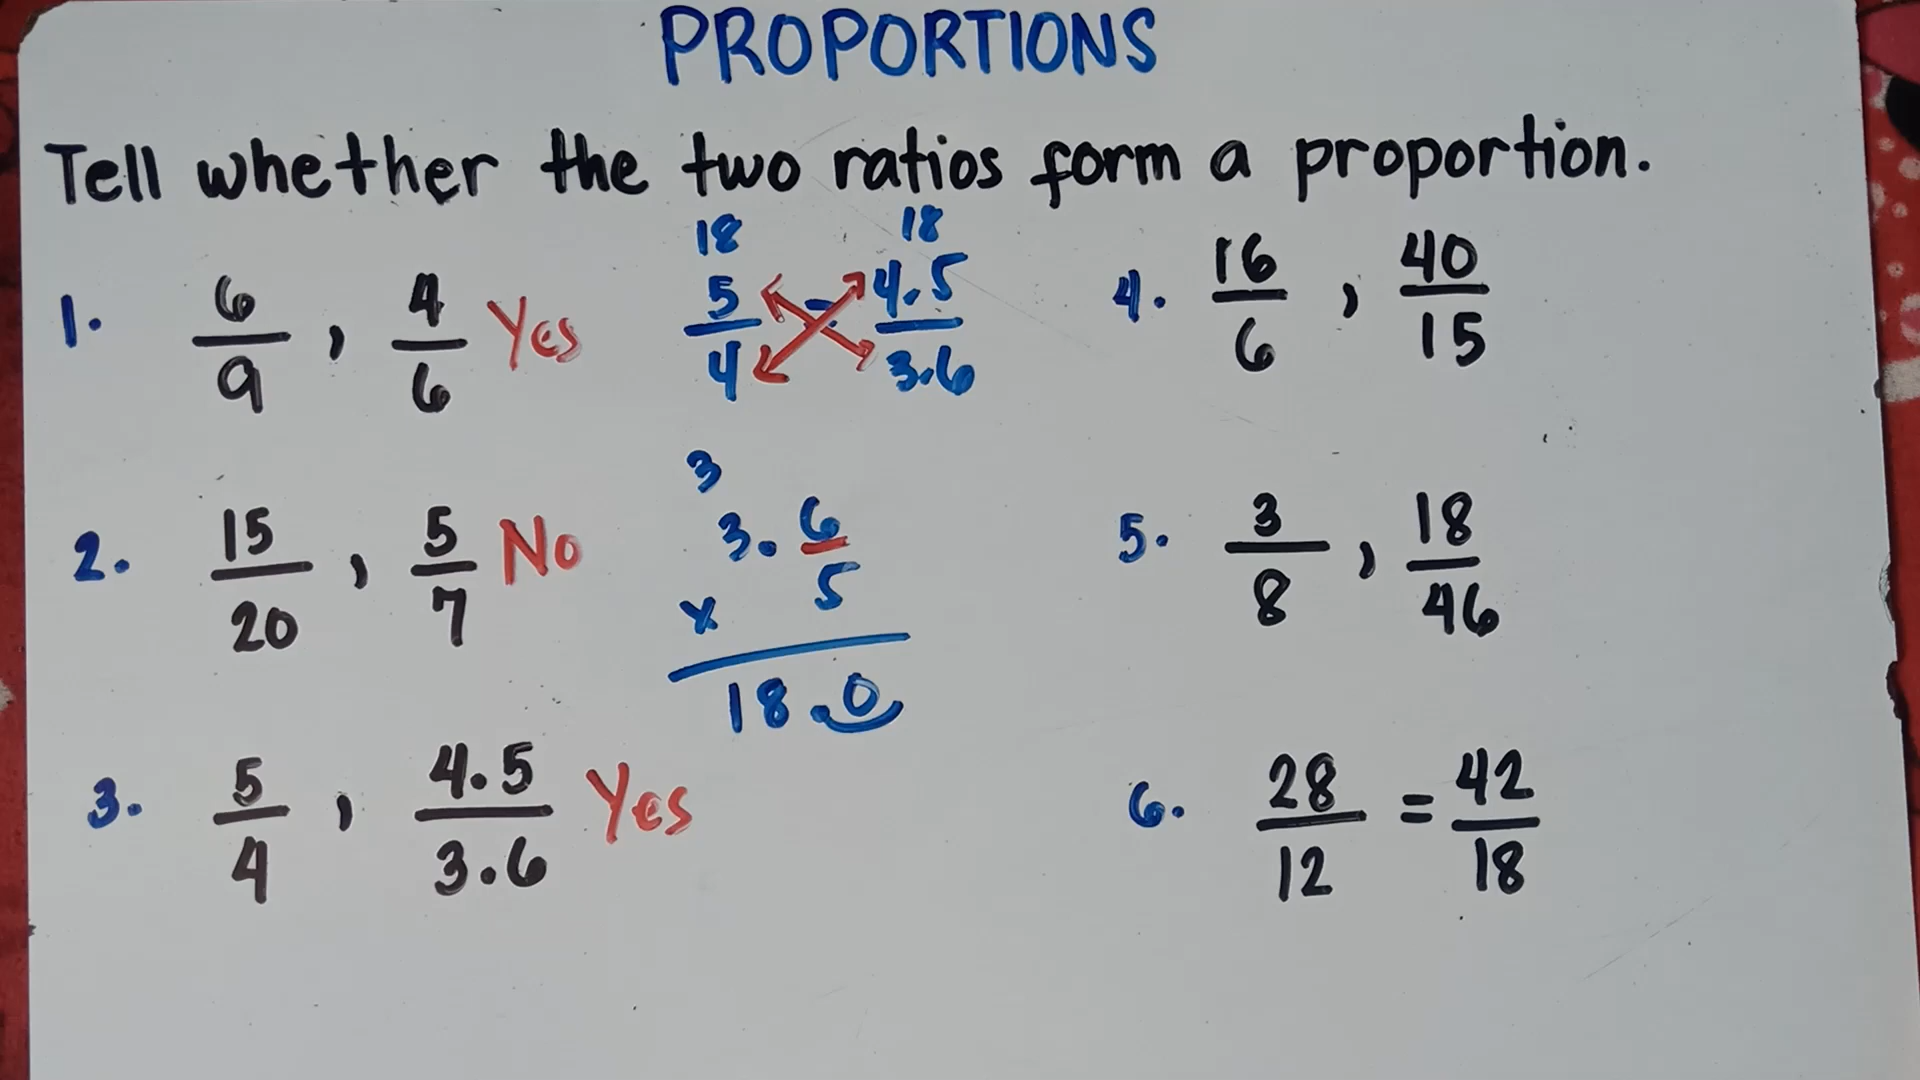 PROPORTIONS
Tell whether the two ratios form a proportion.
1. 6/9 , 4/6 Yes
2. 15/20 , 5/7 No
3. 5/4 , 4.5/3.6 Yes
18 18
5/4 = 4.5/3.6
3
3.6
x 5
18.0
4. 16/6 , 40/15
5. 3/8 , 18/46
6. 28/12 = 42/18